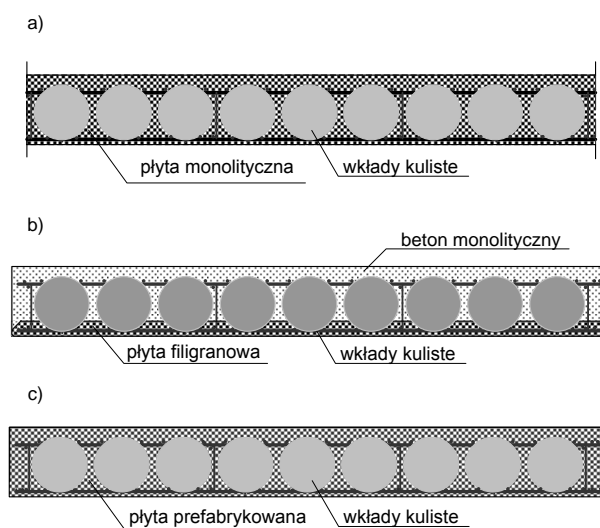 a)
płyta monolityczna
wkłady kuliste
b)
beton monolityczny
płyta filigranowa
wkłady kuliste
c)
płyta prefabrykowana
wkłady kuliste